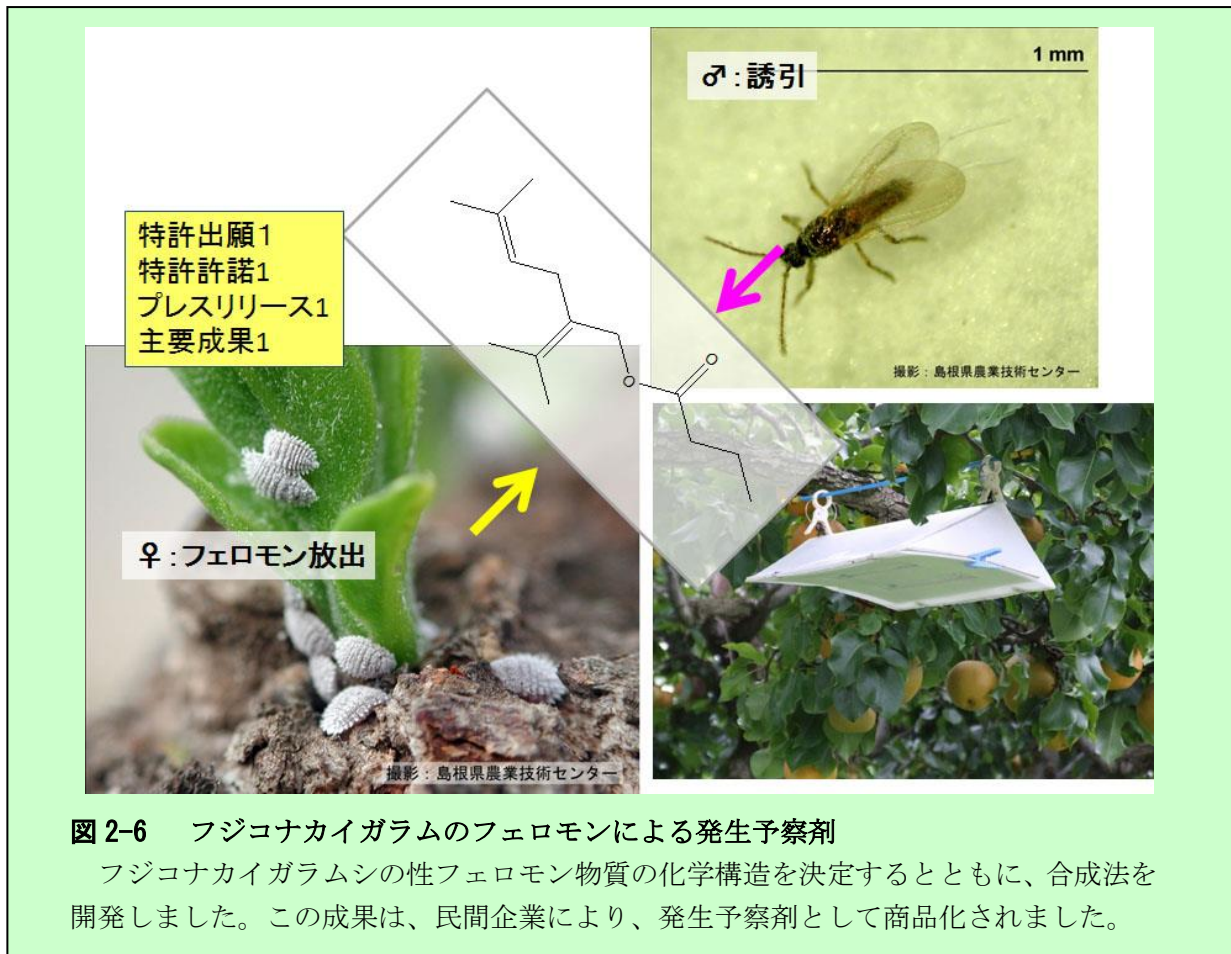 ♂:誘引
1 mm
特許出願1
特許許諾1
プレスリリース1
主要成果1
O
O
撮影：島根県農業技術センター
♀:フェロモン放出
撮影：島根県農業技術センター
図 2-6 フジコナカイガラムのフェロモンによる発生予察剤
フジコナカイガラムシの性フェロモン物質の化学構造を決定するとともに、合成法を
開発しました。この成果は、民間企業により、発生予察剤として商品化されました。